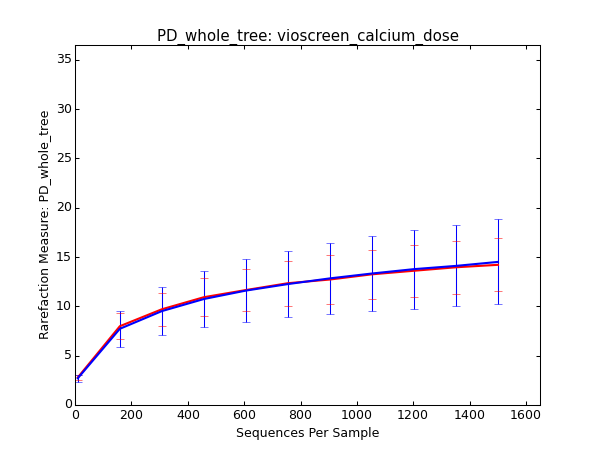 PD_whole_tree: vioscreen_calcium_dose
35
30
25
20
15
10
5
0
Rarefaction Measure: PD_whole_tree
0 200 400 600 800 1000 1200 1400 1600
Sequences Per Sample